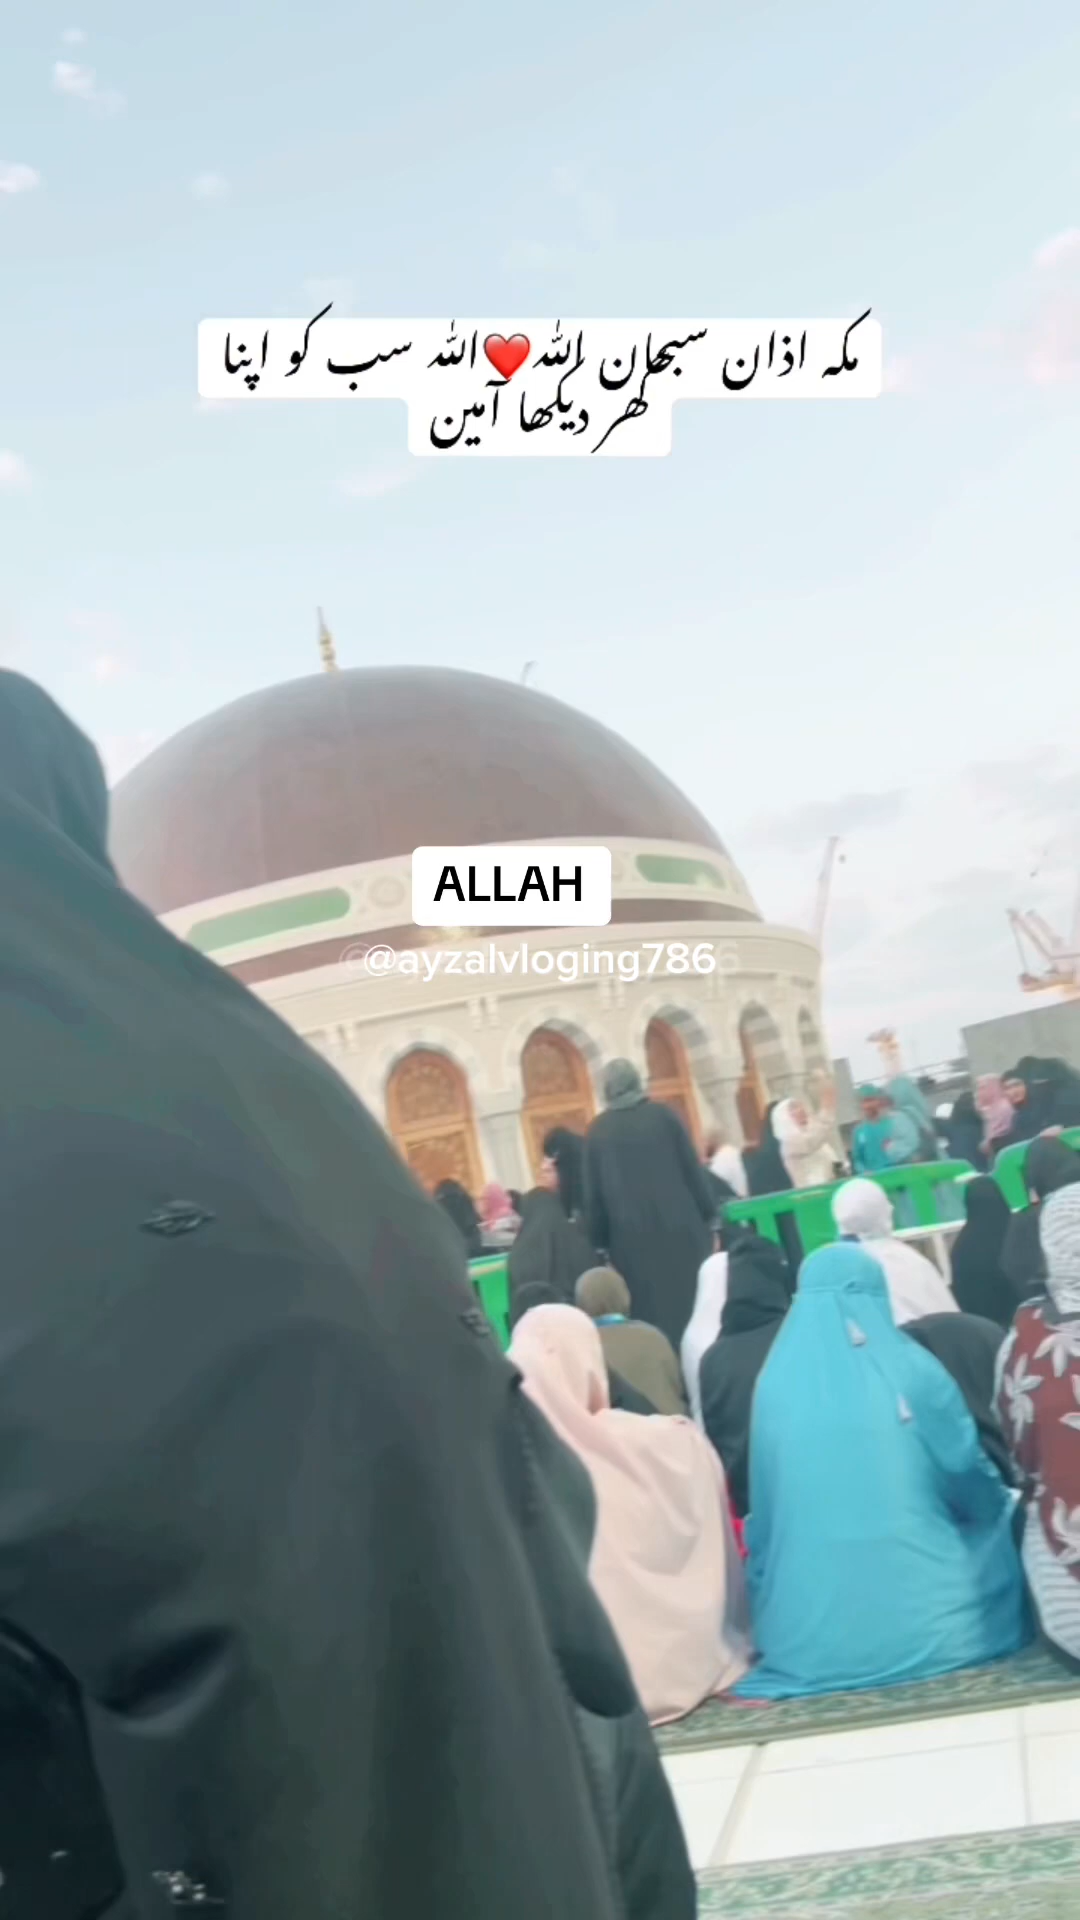 مکہ اذان سبحان اللہ❤️اللہ سب کو اپنا
گھر دیکھا آمین
ALLAH
@ayzalvloging786